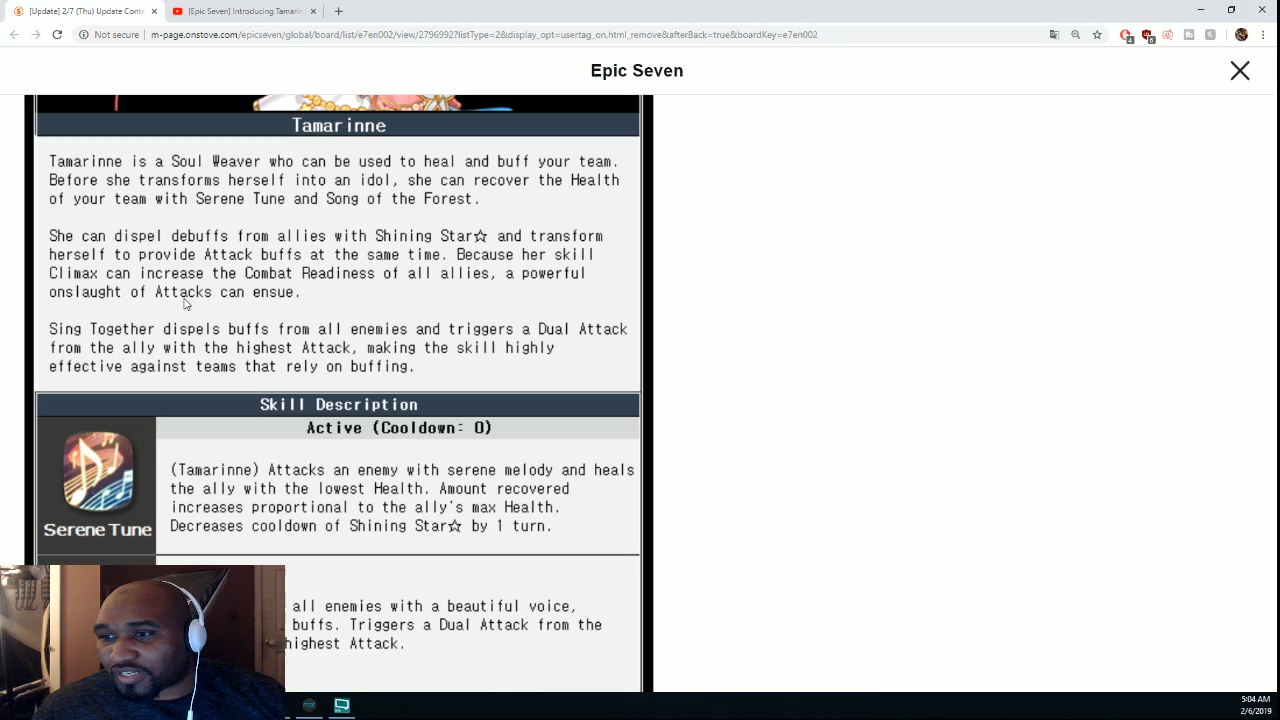 [Update] 2/7 (Thu) Update Conte
[Epic Seven] Introducing Tamarin
Not secure
m-page.onstove.com/epicseven/global/board/list/e7en002/view/2796992?listType=2&display_opt=usertag_on,html_remove&afterBack=true&boardKey=e7en002
Epic Seven
Tamarinne
Tamarinne is a Soul Weaver who can be used to heal and buff your team.
Before she transforms herself into an idol, she can recover the Health
of your team with Serene Tune and Song of the Forest.
She can dispel debuffs from allies with Shining Star☆ and transform
herself to provide Attack buffs at the same time. Because her skill
Climax can increase the Combat Readiness of all allies, a powerful
onslaught of Attacks can ensue.
Sing Together dispels buffs from all enemies and triggers a Dual Attack
from the ally with the highest Attack, making the skill highly
effective against teams that rely on buffing.
Skill Description
Active (Cooldown: 0)
(Tamarinne) Attacks an enemy with serene melody and heals
the ally with the lowest Health. Amount recovered
increases proportional to the ally's max Health.
Decreases cooldown of Shining Star☆ by 1 turn.
Serene Tune
all enemies with a beautiful voice,
buffs. Triggers a Dual Attack from the
highest Attack.
5:04 AM
2/6/2019